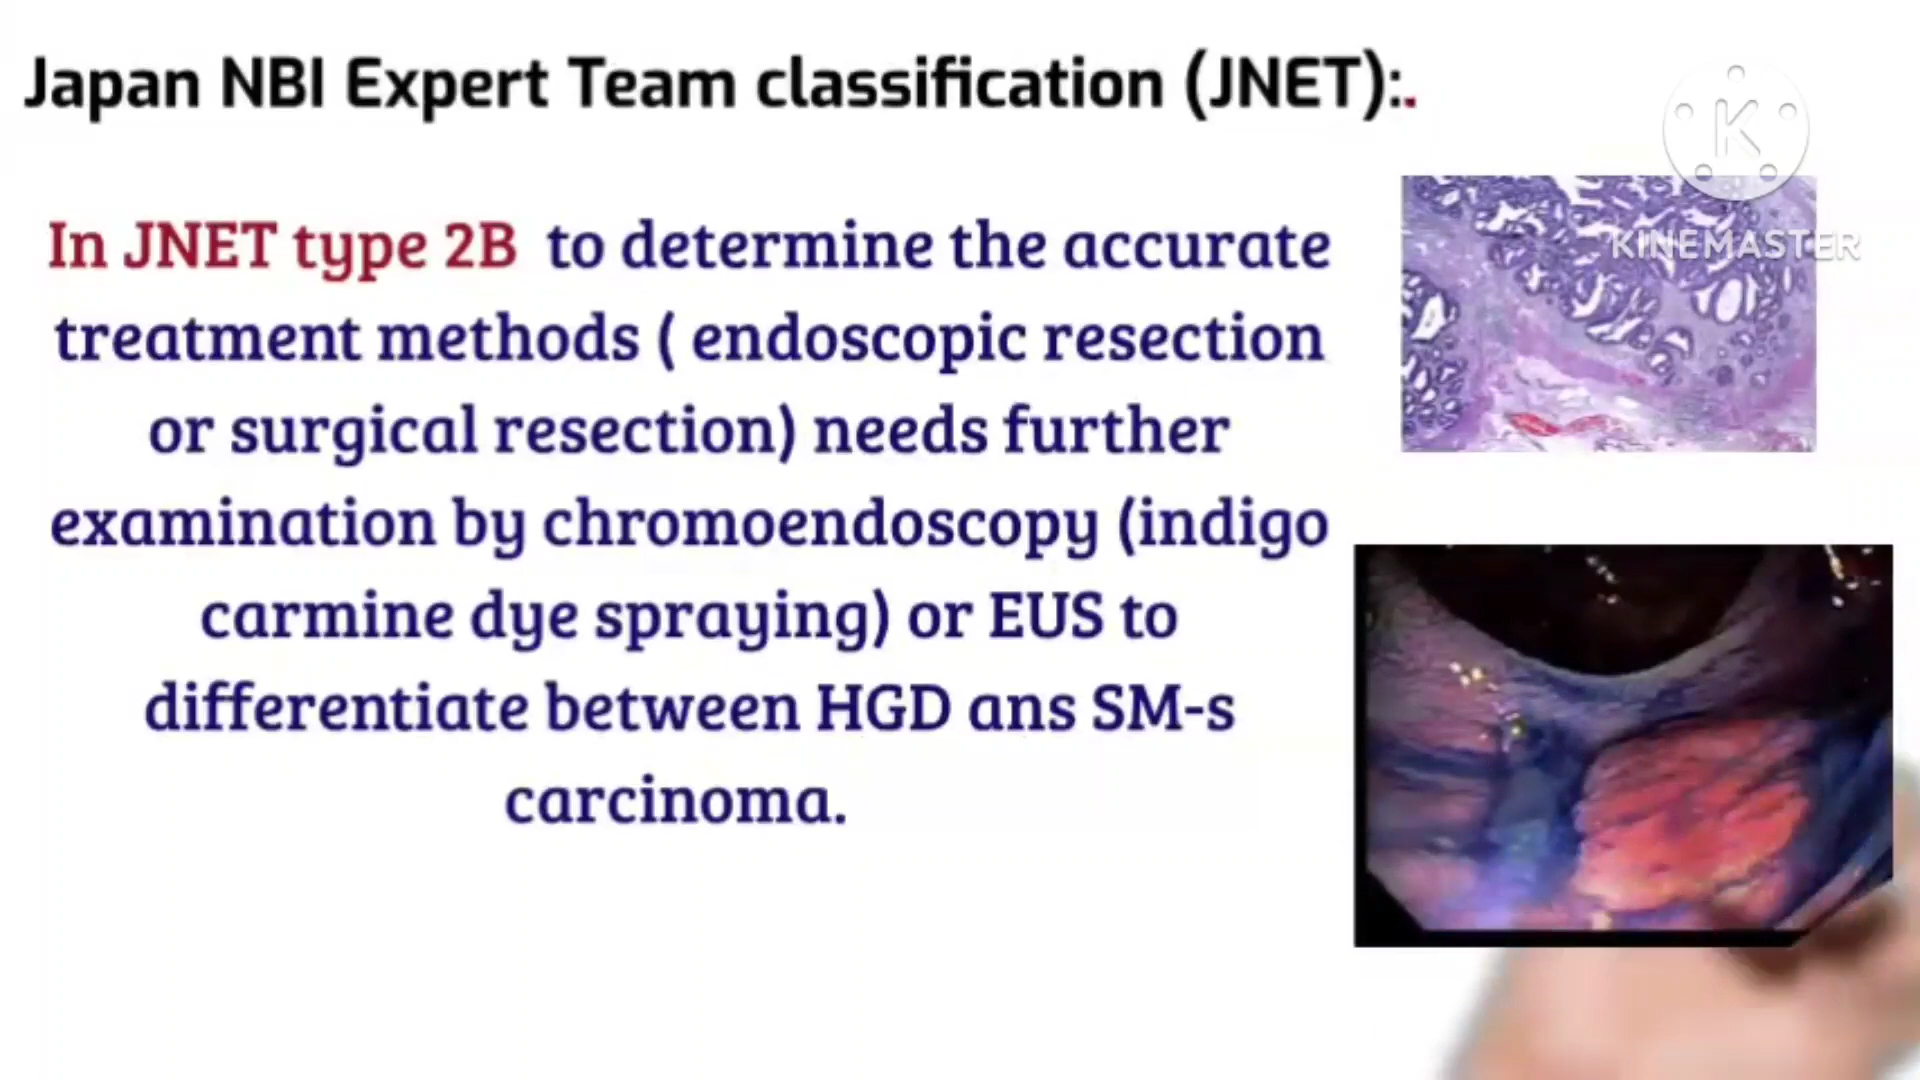 Japan NBI Expert Team classification (JNET):.
K
KINEMASTER
In JNET type 2B to determine the accurate
treatment methods ( endoscopic resection
or surgical resection) needs further
examination by chromoendoscopy (indigo
carmine dye spraying) or EUS to
differentiate between HGD ans SM-s
carcinoma.